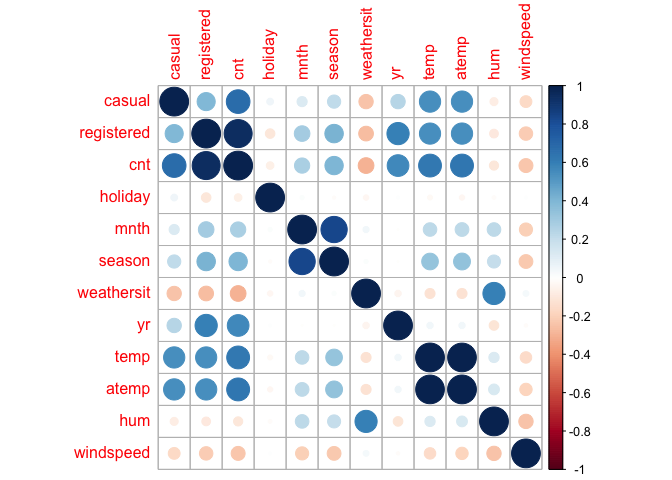 casual
registered
cnt
holiday
mnth
season
weathersit
yr
temp
atemp
hum
windspeed
casual
registered
cnt
holiday
mnth
season
weathersit
yr
temp
atemp
hum
windspeed
1
0.8
0.6
0.4
0.2
0
-0.2
-0.4
-0.6
-0.8
-1